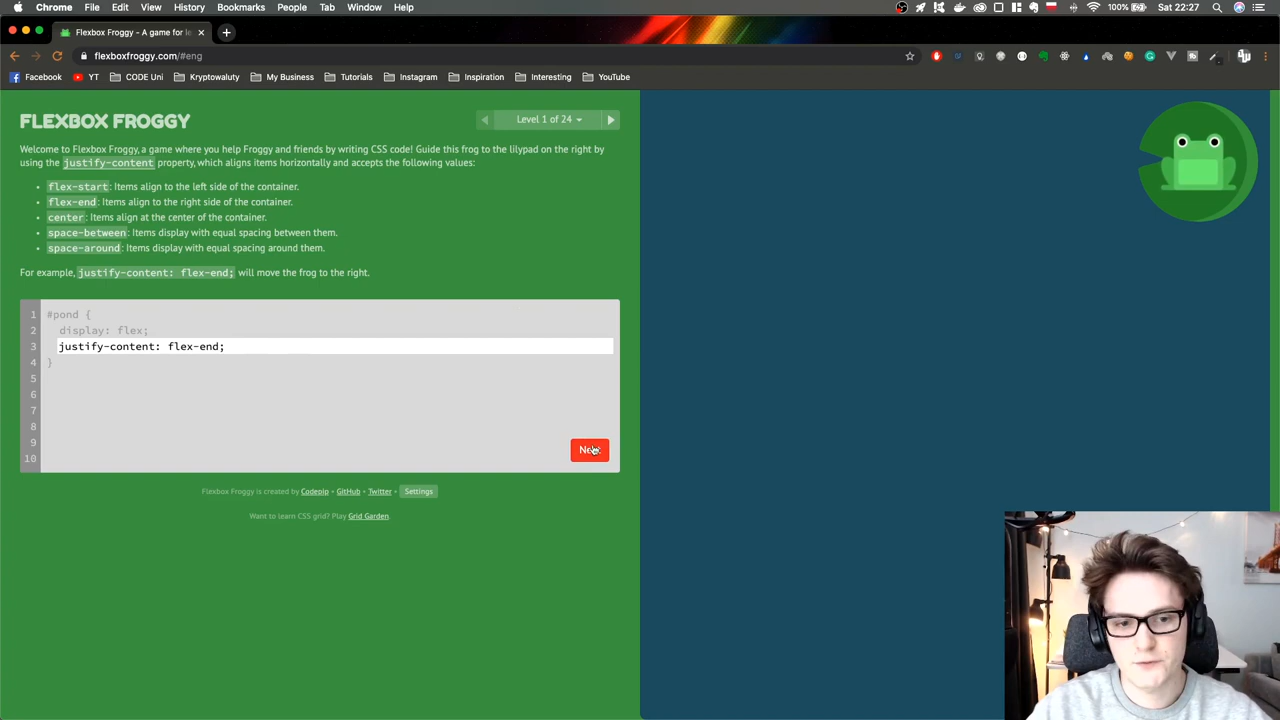 Chrome File Edit View History Bookmarks People Tab Window Help 100% Sat 22:27
Flexbox Froggy - A game for le
flexboxfroggy.com/#eng
Facebook YT CODE Uni Kryptowaluty My Business Tutorials Instagram Inspiration Interesting YouTube
FLEXBOX FROGGY
Level 1 of 24
Welcome to Flexbox Froggy, a game where you help Froggy and friends by writing CSS code! Guide this frog to the lilypad on the right by
using the justify-content property, which aligns items horizontally and accepts the following values:
• flex-start: Items align to the left side of the container.
• flex-end: Items align to the right side of the container.
• center: Items align at the center of the container.
• space-between: Items display with equal spacing between them.
• space-around: Items display with equal spacing around them.
For example, justify-content: flex-end; will move the frog to the right.
1 #pond {
2 display: flex;
3 justify-content: flex-end;
4 }
5
6
7
8
9
10
Flexbox Froggy is created by Codepip • GitHub • Twitter • Settings
Want to learn CSS grid? Play Grid Garden.